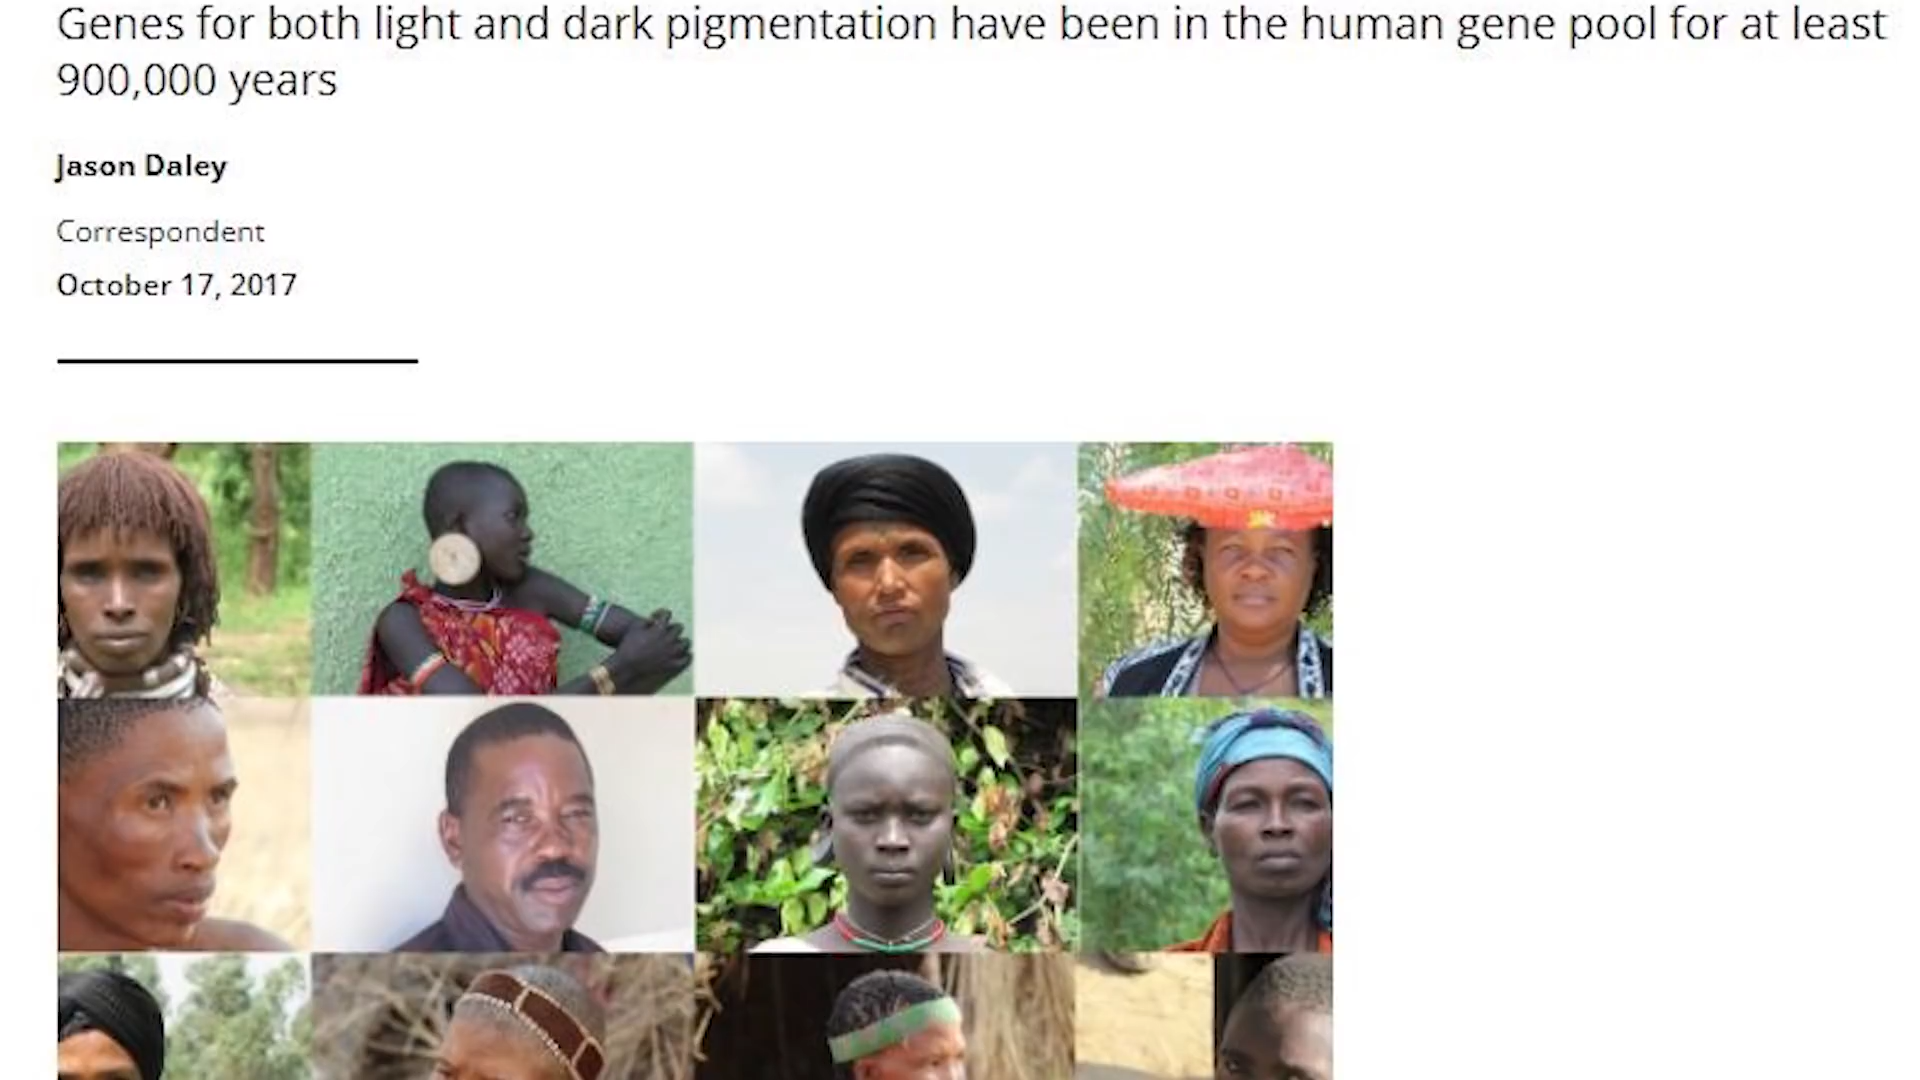 Genes for both light and dark pigmentation have been in the human gene pool for at least
900,000 years
Jason Daley
Correspondent
October 17, 2017